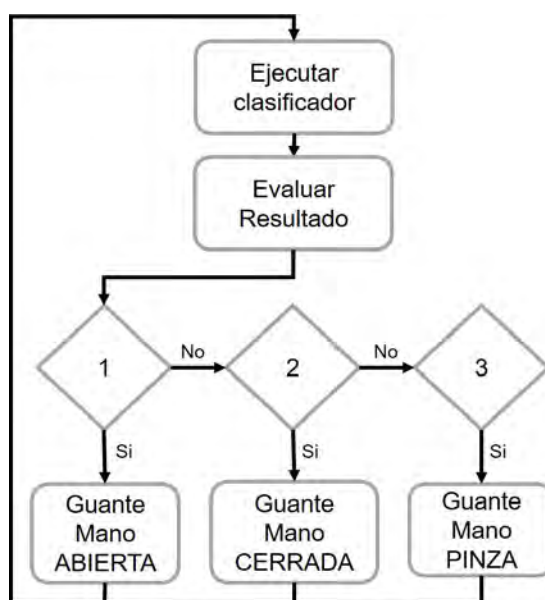 Ejecutar
clasificador
Evaluar
Resultado
1
No
2
No
3
Si
Si
Si
Guante
Mano
ABIERTA
Guante
Mano
CERRADA
Guante
Mano
PINZA